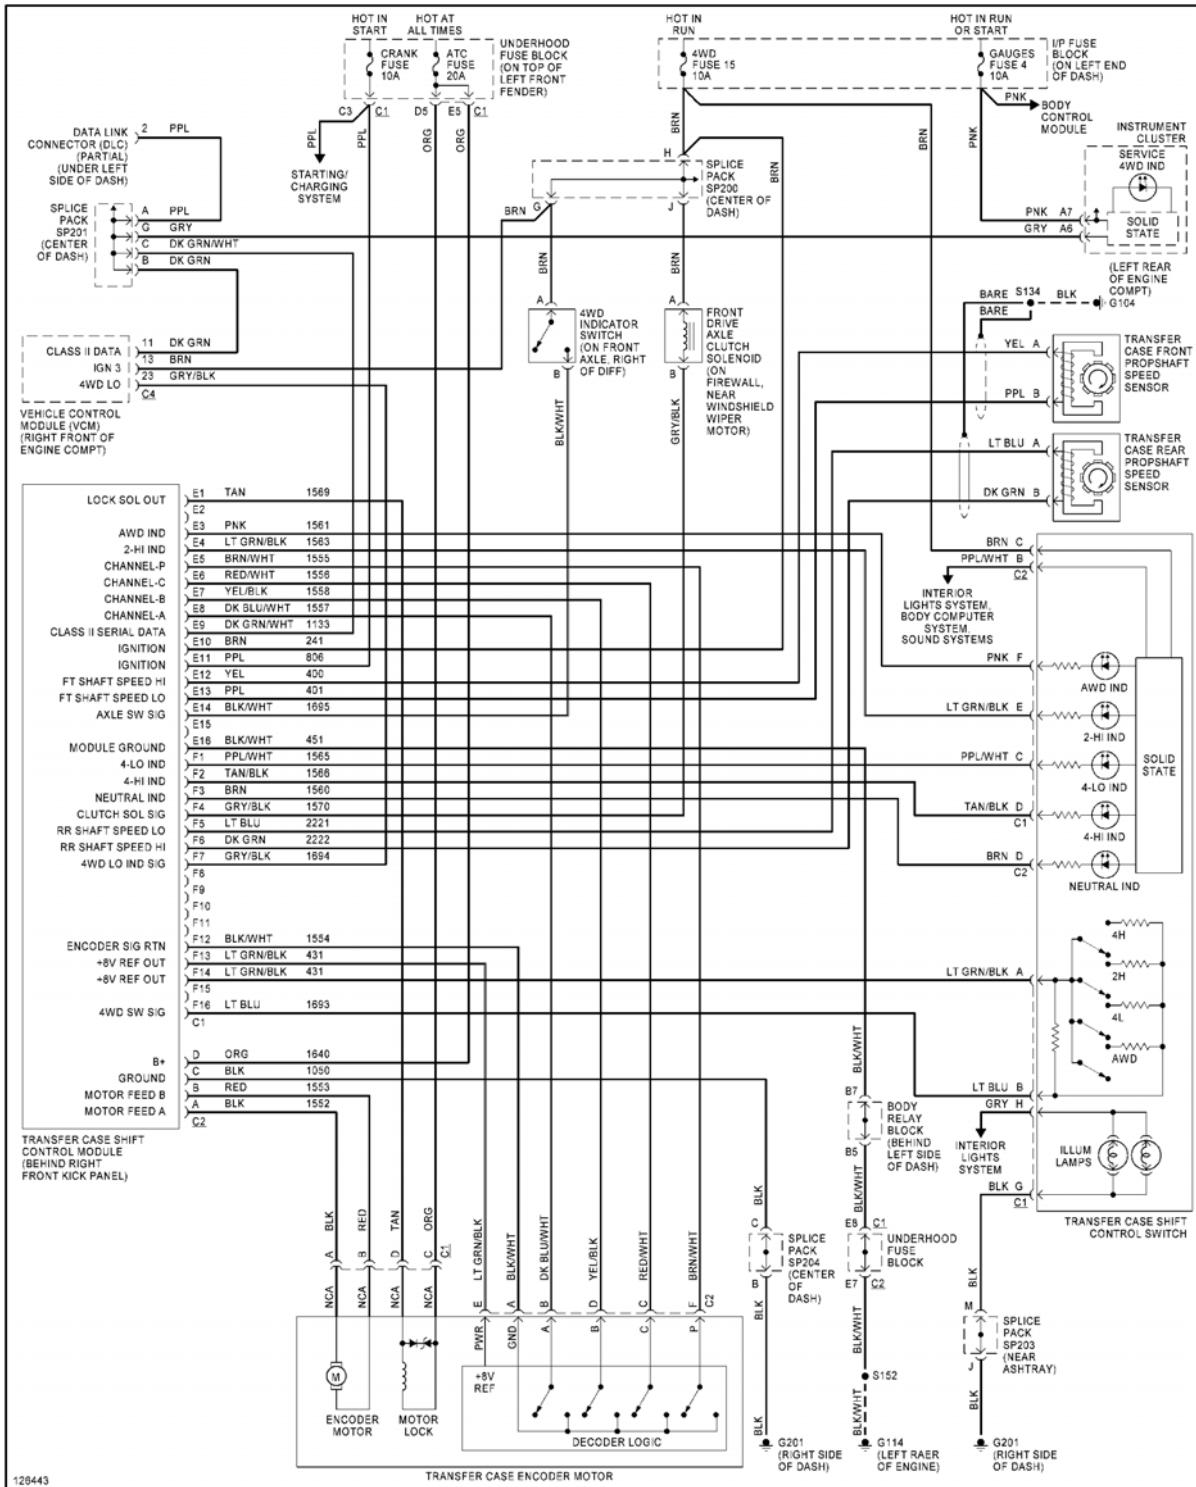 HOT IN
START
HOT AT
ALL TIMES
HOT IN
RUN
HOT IN RUN
OR START
CRANK
FUSE
10A
ATC
FUSE
20A
UNDERHOOD
FUSE BLOCK
(ON TOP OF
LEFT FRONT
FENDER)
4WD
FUSE 15
10A
GAUGES
FUSE 4
10A
I/P FUSE
BLOCK
(ON LEFT END
OF DASH)
C3
C1
D5
E5
C1
PPL
PPL
ORG
ORG
STARTING/
CHARGING
SYSTEM
BRN
BRN
BRN
PNK
PNK
BODY
CONTROL
MODULE
INSTRUMENT
CLUSTER
SERVICE
4WD IND
SOLID
STATE
PNK A7
GRY A6
DATA LINK
CONNECTOR (DLC)
(PARTIAL)
(UNDER LEFT
SIDE OF DASH)
2 PPL
SPLICE
PACK
SP201
(CENTER
OF DASH)
A PPL
G GRY
C DK GRN/WHT
B DK GRN
H
SPLICE
PACK
SP200
(CENTER OF
DASH)
BRN G
J
BRN
BRN
A
4WD
INDICATOR
SWITCH
(ON FRONT
AXLE, RIGHT
OF DIFF)
B
BLK/WHT
A
FRONT
DRIVE
AXLE
CLUTCH
SOLENOID
(ON
FIREWALL,
NEAR
WINDSHIELD
WIPER
MOTOR)
B
GRY/BLK
(LEFT REAR
OF ENGINE
COMPT)
G104
BARE S134 BLK
BARE
YEL A
PPL B
TRANSFER
CASE FRONT
PROPSHAFT
SPEED
SENSOR
LT BLU A
DK GRN B
TRANSFER
CASE REAR
PROPSHAFT
SPEED
SENSOR
CLASS II DATA 11 DK GRN
IGN 3 13 BRN
4WD LO 23 GRY/BLK
C4
VEHICLE CONTROL
MODULE (VCM)
(RIGHT FRONT OF
ENGINE COMPT)
LOCK SOL OUT E1 TAN 1569
E2
AWD IND E3 PNK 1561
2-HI IND E4 LT GRN/BLK 1563
CHANNEL-P E5 BRN/WHT 1555
CHANNEL-C E6 RED/WHT 1556
CHANNEL-B E7 YEL/BLK 1558
CHANNEL-A E8 DK BLU/WHT 1557
CLASS II SERIAL DATA E9 DK GRN/WHT 1133
IGNITION E10 BRN 241
IGNITION E11 PPL 806
FT SHAFT SPEED HI E12 YEL 400
FT SHAFT SPEED LO E13 PPL 401
AXLE SW SIG E14 BLK/WHT 1695
E15
MODULE GROUND E16 BLK/WHT 451
4-LO IND F1 PPL/WHT 1565
4-HI IND F2 TAN/BLK 1566
NEUTRAL IND F3 BRN 1560
CLUTCH SOL SIG F4 GRY/BLK 1570
RR SHAFT SPEED LO F5 LT BLU 2221
RR SHAFT SPEED HI F6 DK GRN 2222
4WD LO IND SIG F7 GRY/BLK 1694
F8
F9
F10
F11
ENCODER SIG RTN F12 BLK/WHT 1554
+8V REF OUT F13 LT GRN/BLK 431
+8V REF OUT F14 LT GRN/BLK 431
F15
4WD SW SIG F16 LT BLU 1693
C1
B+ D ORG 1640
GROUND C BLK 1050
MOTOR FEED B B RED 1553
MOTOR FEED A A BLK 1552
C2
TRANSFER CASE SHIFT
CONTROL MODULE
(BEHIND RIGHT
FRONT KICK PANEL)
BRN C
PPL/WHT B
C2
INTERIOR
LIGHTS SYSTEM,
BODY COMPUTER
SYSTEM,
SOUND SYSTEMS
PNK F
AWD IND
LT GRN/BLK E
2-HI IND
PPL/WHT C
4-LO IND
SOLID
STATE
TAN/BLK D
C1
4-HI IND
BRN D
C2
NEUTRAL IND
4H
2H
4L
AWD
LT GRN/BLK A
LT BLU B
GRY H
INTERIOR
LIGHTS
SYSTEM
ILLUM
LAMPS
BLK G
C1
TRANSFER CASE SHIFT
CONTROL SWITCH
BLK/WHT
B7
BODY
RELAY
BLOCK
(BEHIND
LEFT SIDE
OF DASH)
B5
BLK/WHT
E8 C1
UNDERHOOD
FUSE
BLOCK
E7 C2
BLK/WHT
S152
BLK/WHT
G114
(LEFT RAER
OF ENGINE)
BLK
C
SPLICE
PACK
SP204
(CENTER
OF
DASH)
B
BLK
BLK
G201
(RIGHT SIDE
OF DASH)
BLK
M
SPLICE
PACK
SP203
(NEAR
ASHTRAY)
J
BLK
G201
(RIGHT SIDE
OF DASH)
BLK RED TAN ORG
A B D C C1
NCA NCA NCA NCA
LT GRN/BLK BLK/WHT DK BLU/WHT YEL/BLK RED/WHT BRN/WHT
E A B D C F C2
PWR GND A B C P
M
+8V
REF
ENCODER
MOTOR
MOTOR
LOCK
DECODER LOGIC
TRANSFER CASE ENCODER MOTOR
126443